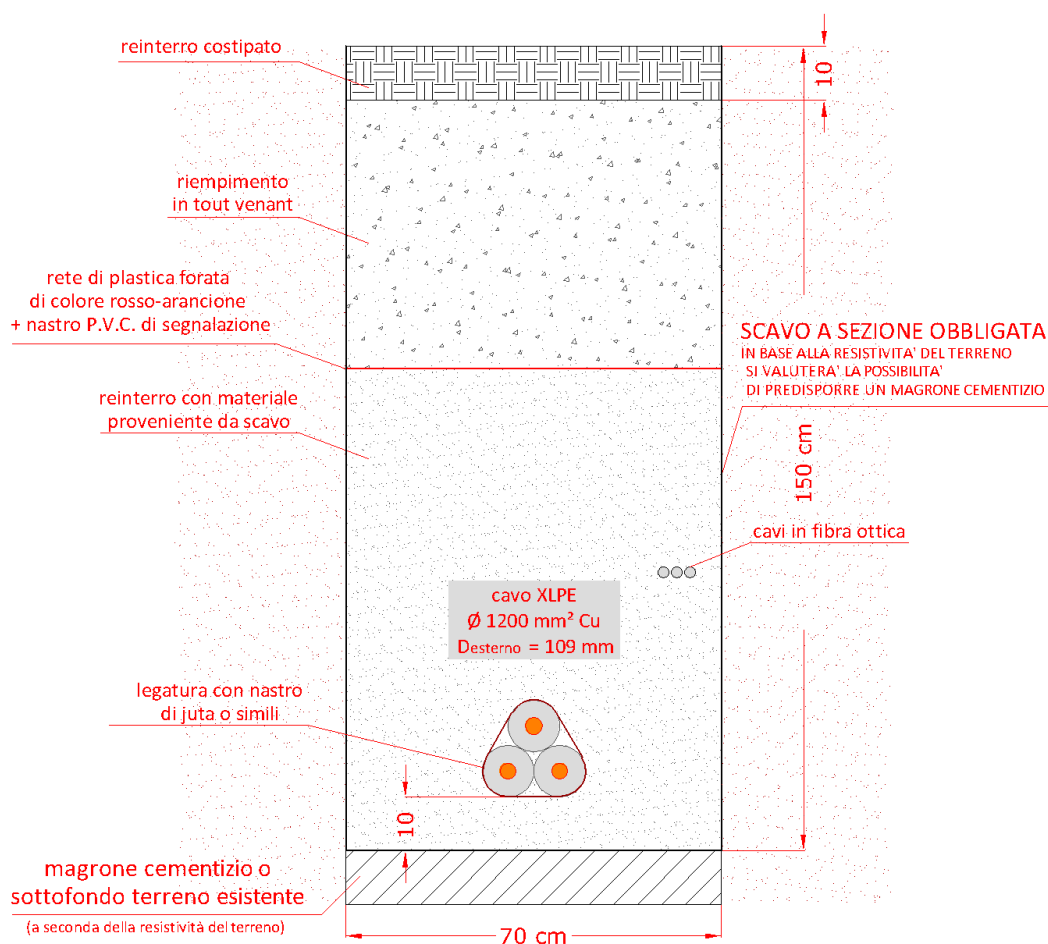 reinterro costipato
10
riempimento
in tout venant
rete di plastica forata
di colore rosso-arancione
+ nastro P.V.C. di segnalazione
SCAVO A SEZIONE OBBLIGATA
IN BASE ALLA RESISTIVITA' DEL TERRENO
SI VALUTERA' LA POSSIBILITA'
DI PREDISPORRE UN MAGRONE CEMENTIZIO
reinterro con materiale
proveniente da scavo
150 cm
cavi in fibra ottica
cavo XLPE
Ø 1200 mm² Cu
Desterno = 109 mm
legatura con nastro
di juta o simili
10
magrone cementizio o
sottofondo terreno esistente
(a seconda della resistività del terreno)
70 cm